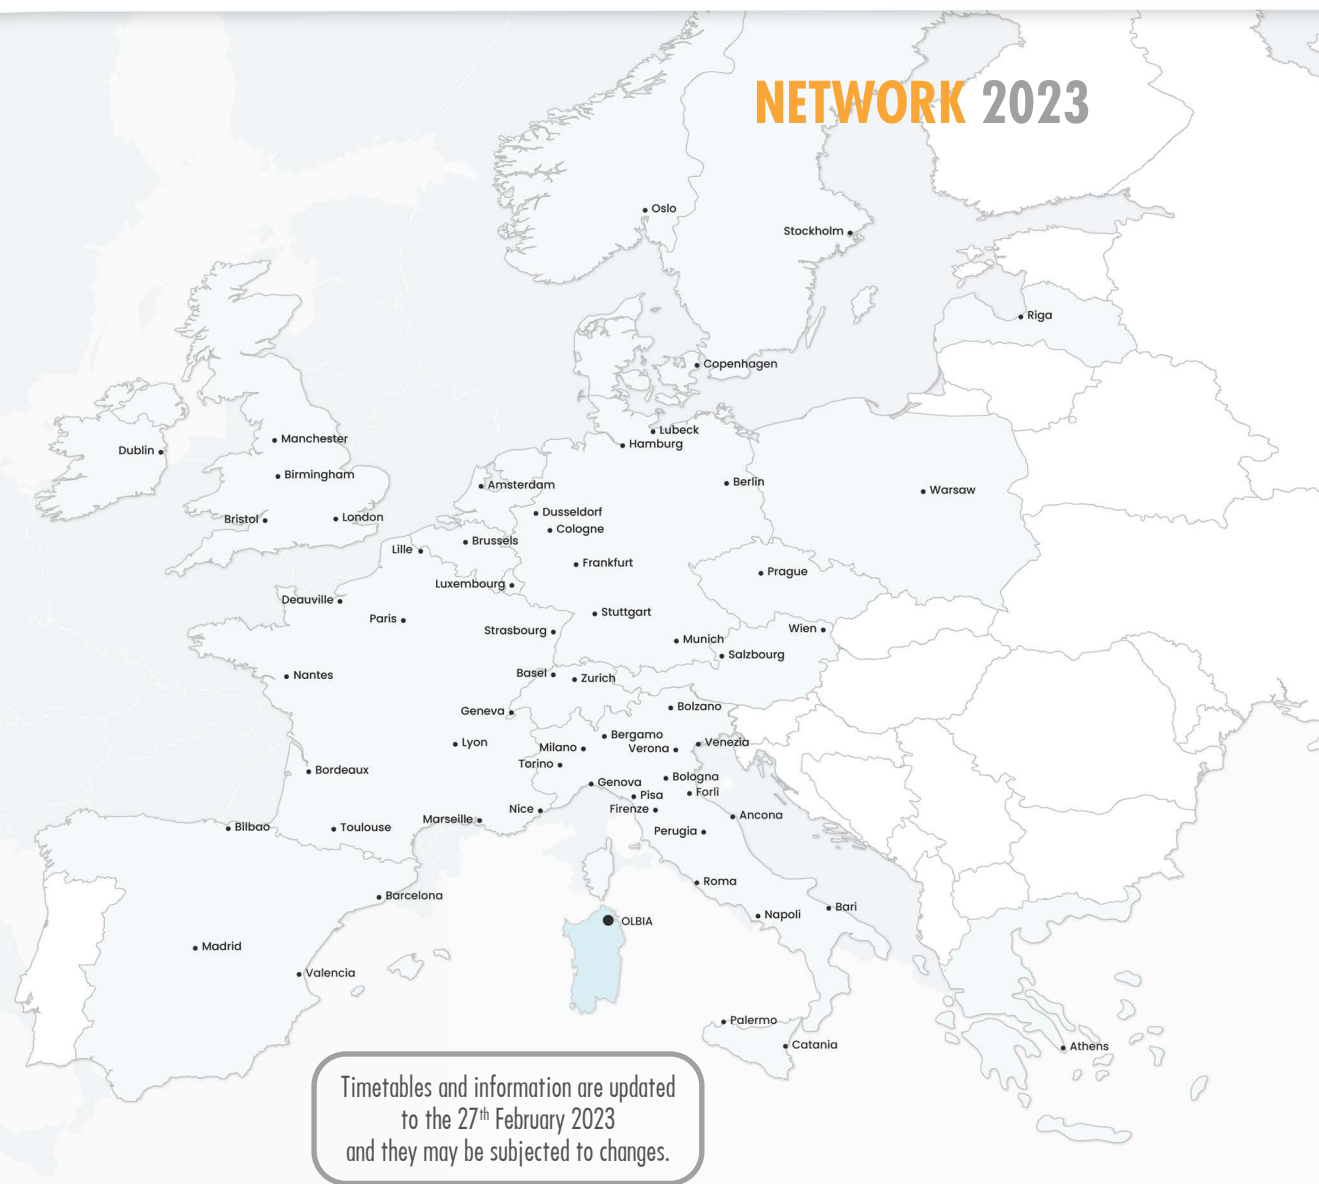 NETWORK 2023
Oslo
Stockholm
Riga
Copenhagen
Lubeck
Hamburg
Manchester
Dublin
Birmingham
Amsterdam
Berlin
Warsaw
Dusseldorf
Bristol
London
Cologne
Brussels
Lille
Frankfurt
Prague
Luxembourg
Deauville
Stuttgart
Paris
Strasbourg
Wien
Munich
Salzbourg
Nantes
Basel
Zurich
Geneva
Bolzano
Lyon
Bergamo
Milano
Verona
Venezia
Torino
Bordeaux
Genova
Bologna
Pisa
Forlì
Nice
Firenze
Marseille
Ancona
Bilbao
Toulouse
Perugia
Roma
Barcelona
Bari
Napoli
OLBIA
Madrid
Valencia
Palermo
Catania
Athens
Timetables and information are updated
to the 27th February 2023
and they may be subjected to changes.